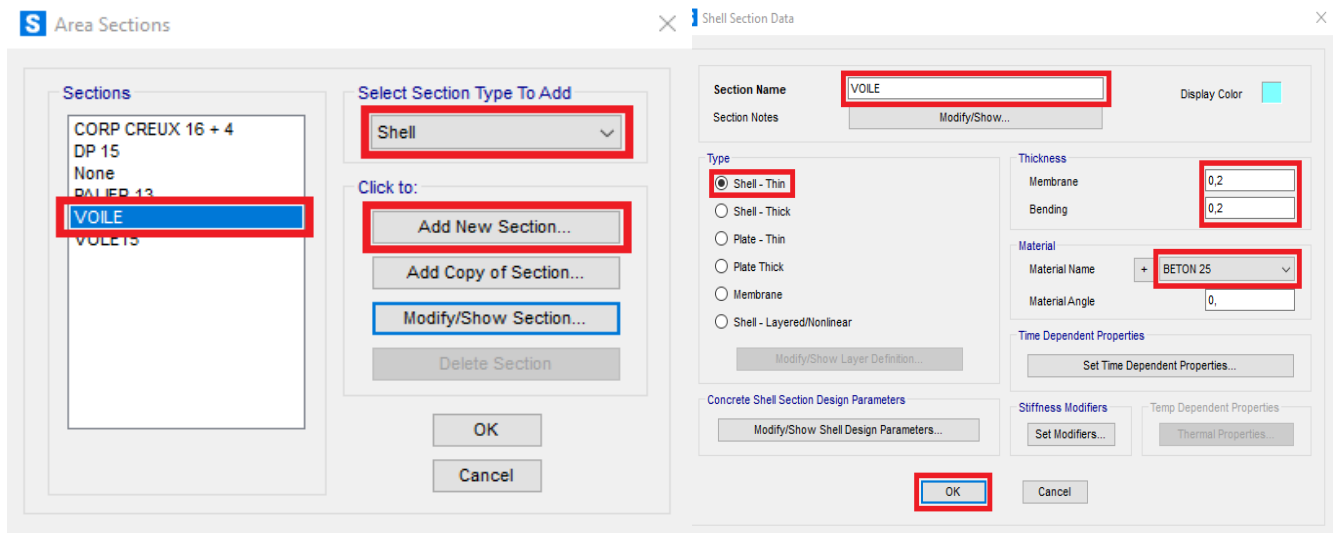 S Area Sections
Sections
CORP CREUX 16 + 4
DP 15
None
PALIER 13
VOILE
VOLE15
Select Section Type To Add
Shell
Click to:
Add New Section...
Add Copy of Section...
Modify/Show Section...
Delete Section
OK
Cancel
Shell Section Data
Section Name
VOILE
Display Color
Section Notes
Modify/Show...
Type
Shell - Thin
Shell - Thick
Plate - Thin
Plate Thick
Membrane
Shell - Layered/Nonlinear
Modify/Show Layer Definition...
Thickness
Membrane
0,2
Bending
0,2
Material
Material Name
+
BETON 25
Material Angle
0,
Time Dependent Properties
Set Time Dependent Properties...
Concrete Shell Section Design Parameters
Modify/Show Shell Design Parameters...
Stiffness Modifiers
Set Modifiers...
Temp Dependent Properties
Thermal Properties...
OK
Cancel